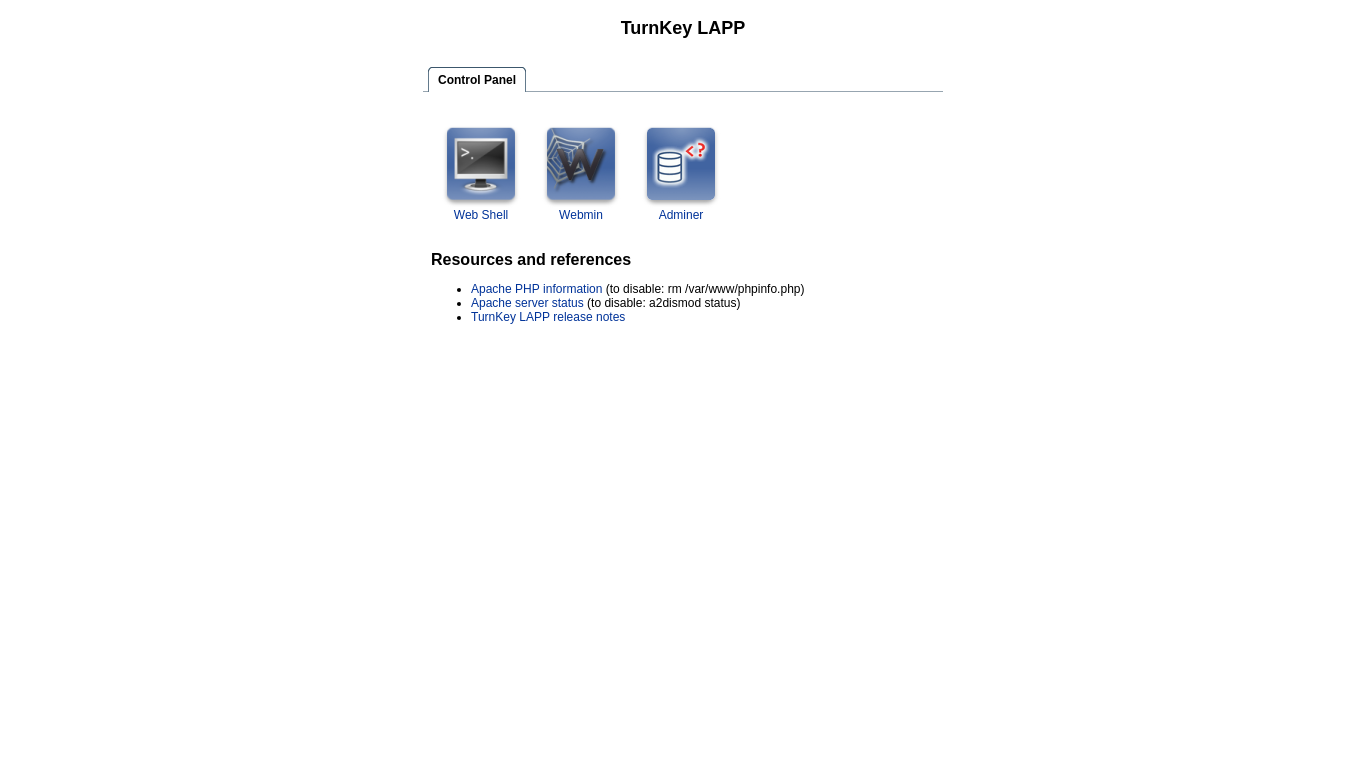 TurnKey LAPP
Control Panel
>_
W
<?
Web Shell
Webmin
Adminer
Resources and references
Apache PHP information (to disable: rm /var/www/phpinfo.php)
Apache server status (to disable: a2dismod status)
TurnKey LAPP release notes